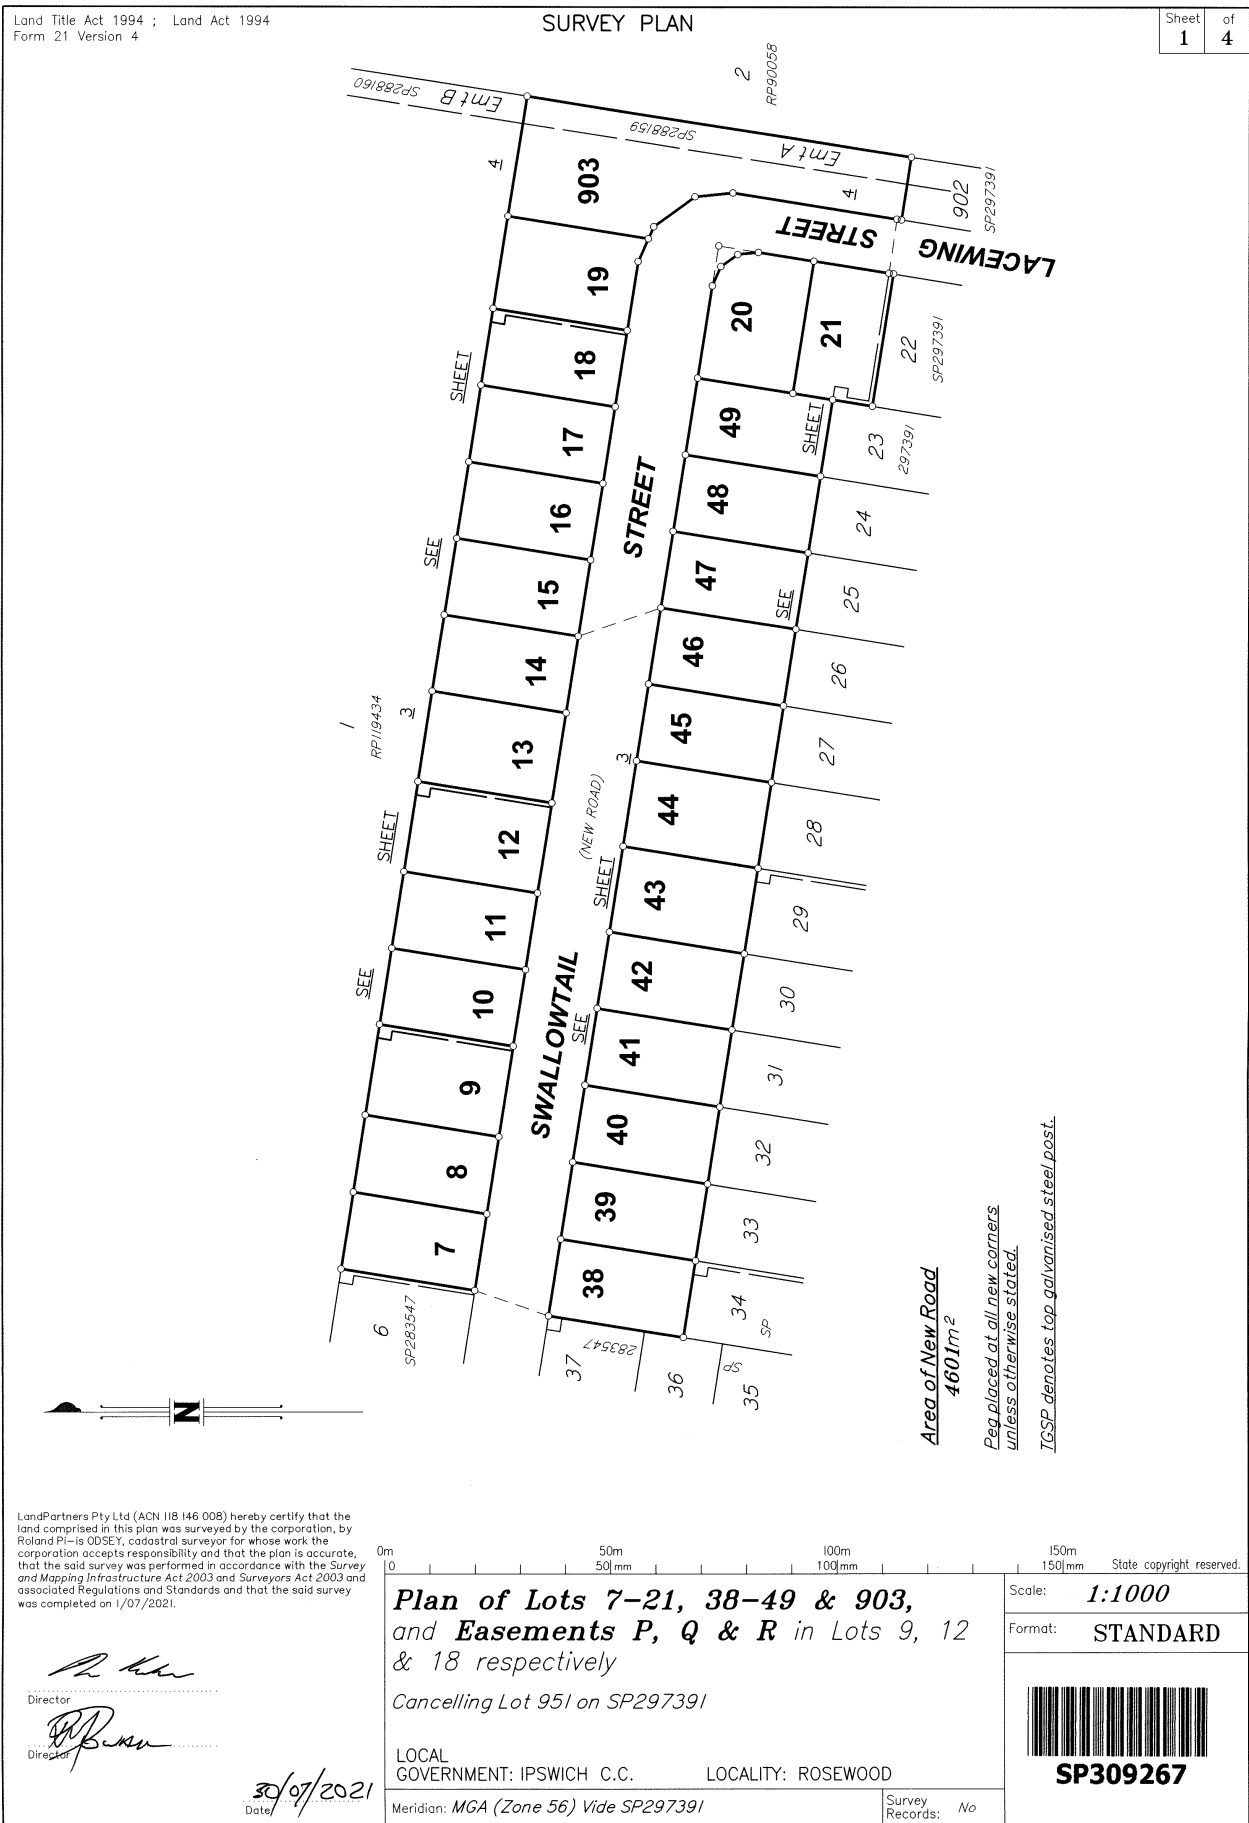 Land Title Act 1994 ; Land Act 1994
Form 21 Version 4
SURVEY PLAN
Sheet 1 of 4
2
RP90058
SP288160
Emt B
SP288159
Emt A
4
903
4
902
SP297391
STREET
LACEWING
19
20
21
22
SP297391
18
SHEET
49
SHEET
23
297391
17
STREET
48
24
16
SEE
47
SEE
25
15
46
26
14
1
RP119434
3
45
27
13
3
(NEW ROAD)
44
28
12
SHEET
SHEET
43
29
11
SEE
42
30
10
SWALLOWTAIL
SEE
41
31
9
40
32
8
39
33
7
38
34
SP
6
SP283547
37
283547
36
SP
35
N
Area of New Road
4601m²
Peg placed at all new corners
unless otherwise stated.
TGSP denotes top galvanised steel post.
LandPartners Pty Ltd (ACN 118 146 008) hereby certify that the
land comprised in this plan was surveyed by the corporation, by
Roland Pi-is ODSEY, cadastral surveyor for whose work the
corporation accepts responsibility and that the plan is accurate,
that the said survey was performed in accordance with the Survey
and Mapping Infrastructure Act 2003 and Surveyors Act 2003 and
associated Regulations and Standards and that the said survey
was completed on 1/07/2021.
Director
Director
30/07/2021
Date
0m 50m 100m 150m
0 50|mm 100|mm 150|mm State copyright reserved.
Plan of Lots 7-21, 38-49 & 903,
and Easements P, Q & R in Lots 9, 12
& 18 respectively
Cancelling Lot 951 on SP297391
LOCAL
GOVERNMENT: IPSWICH C.C. LOCALITY: ROSEWOOD
Meridian: MGA (Zone 56) Vide SP297391
Survey
Records: No
Scale: 1:1000
Format: STANDARD
SP309267